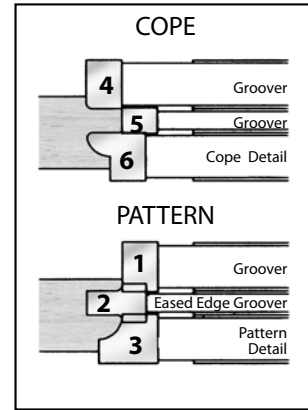 COPE
4 Groover
5 Groover
6 Cope Detail
PATTERN
1 Groover
2 Eased Edge Groover
3 Pattern
Detail